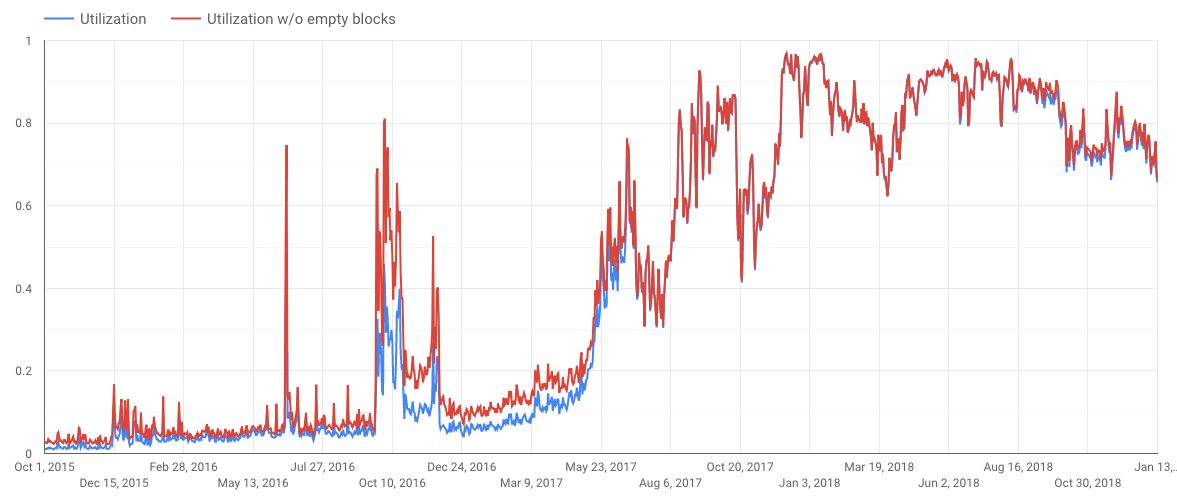 Utilization Utilization w/o empty blocks
1
0.8
0.6
0.4
0.2
0
Oct 1, 2015 Feb 28, 2016 Jul 27, 2016 Dec 24, 2016 May 23, 2017 Oct 20, 2017 Mar 19, 2018 Aug 16, 2018 Jan 13,...
Dec 15, 2015 May 13, 2016 Oct 10, 2016 Mar 9, 2017 Aug 6, 2017 Jan 3, 2018 Jun 2, 2018 Oct 30, 2018